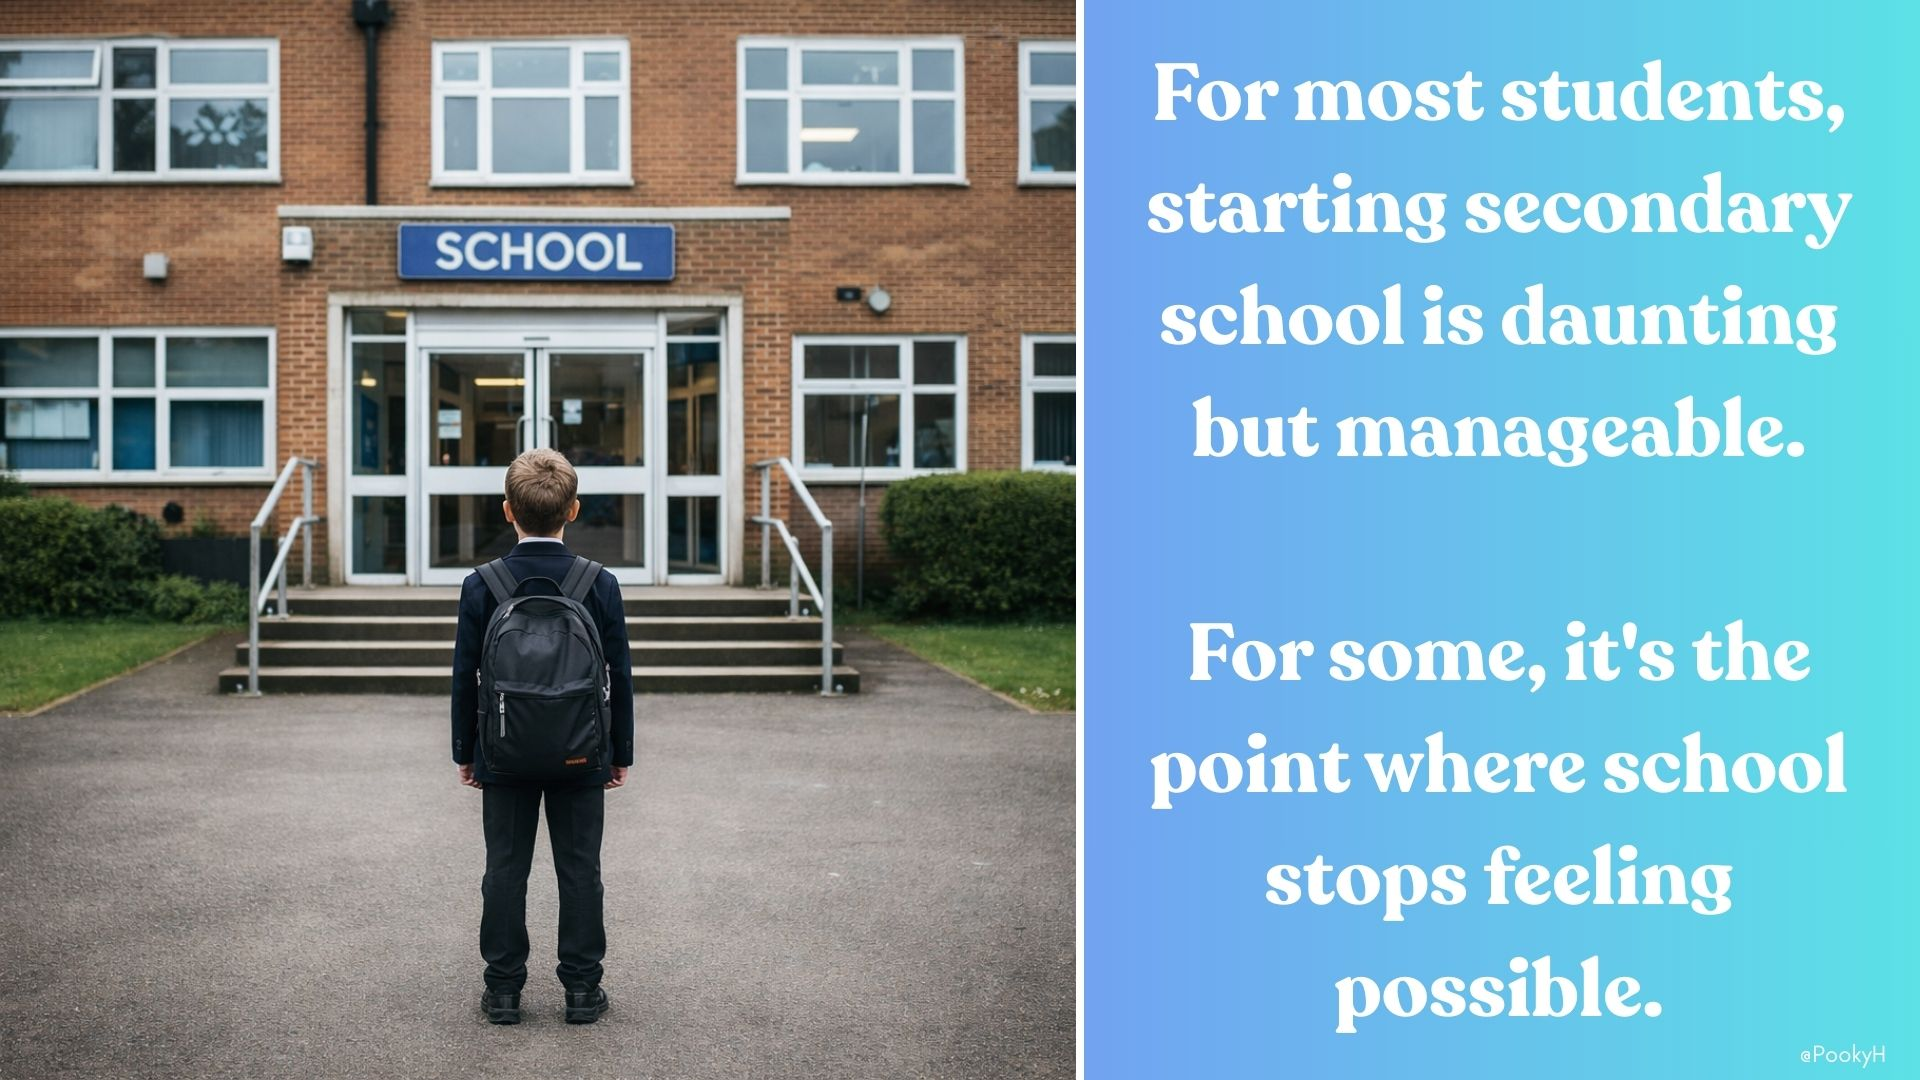 SCHOOL
For most students,
starting secondary
school is daunting
but manageable.
For some, it's the
point where school
stops feeling
possible.
@PookyH